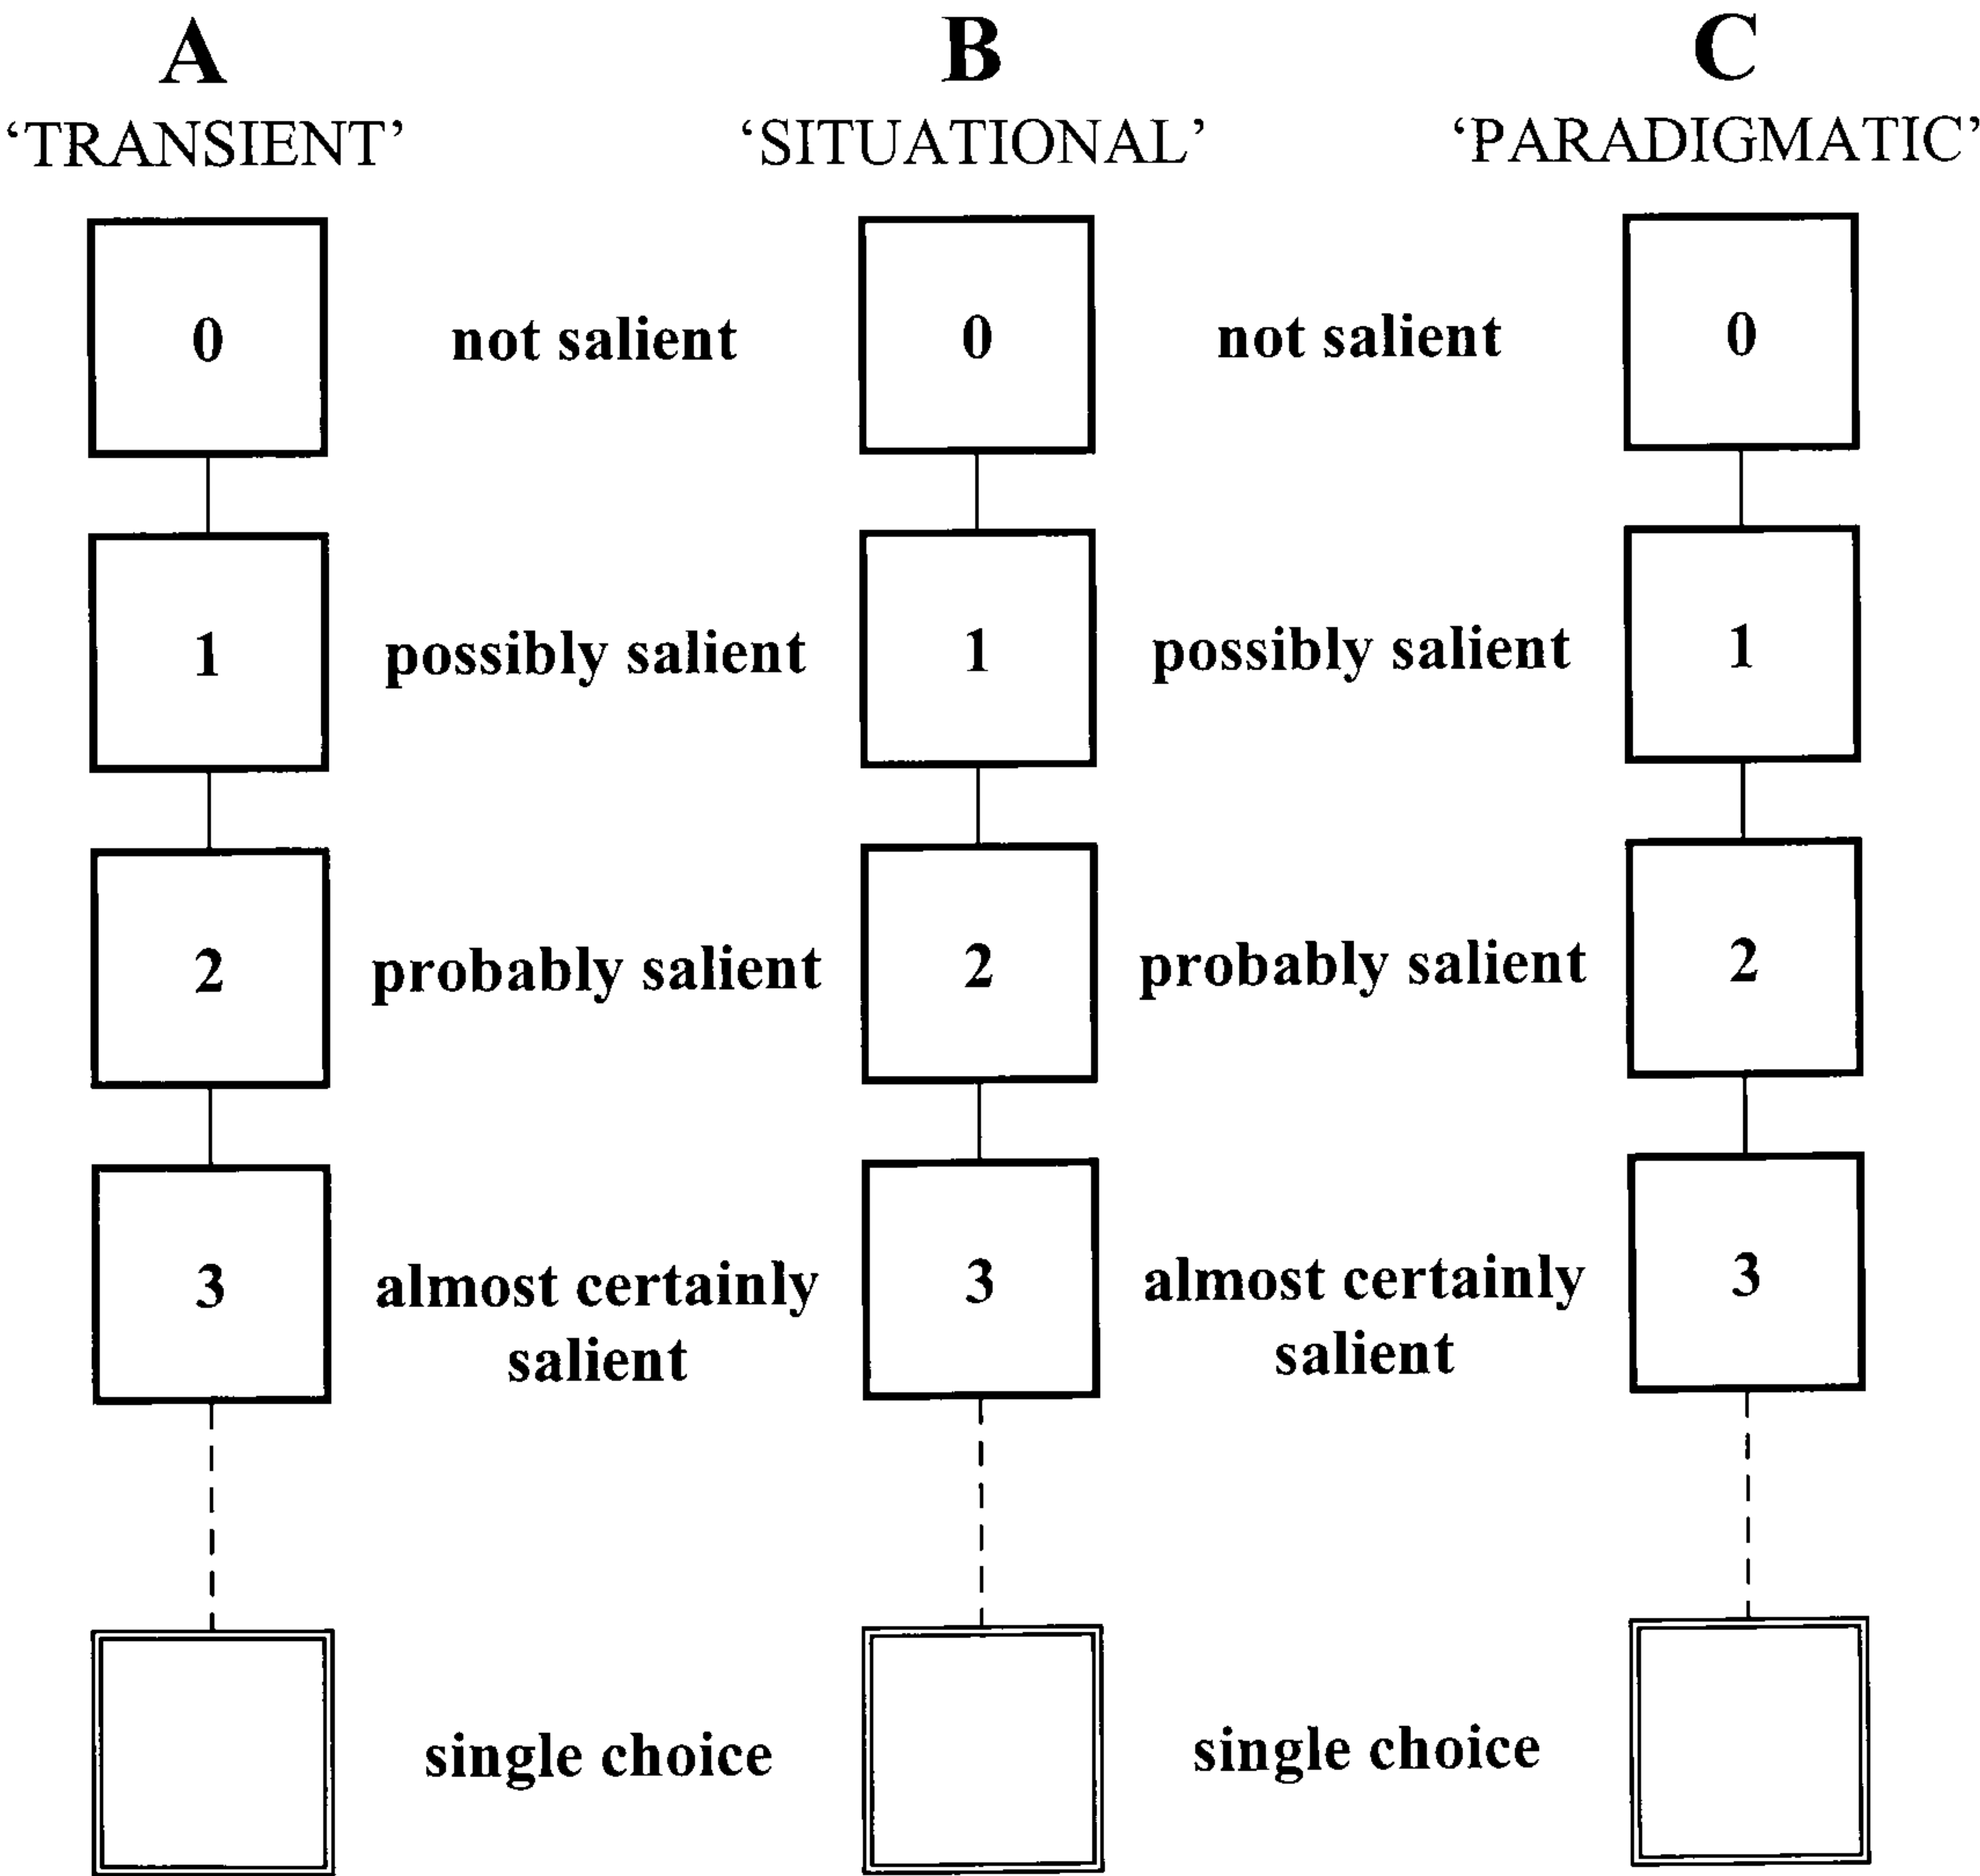 A B C
‘TRANSIENT’ ‘SITUATIONAL’ ‘PARADIGMATIC’
0 not salient 0 not salient 0
1 possibly salient 1 possibly salient 1
2 probably salient 2 probably salient 2
3 almost certainly 3 almost certainly 3
salient salient
single choice single choice